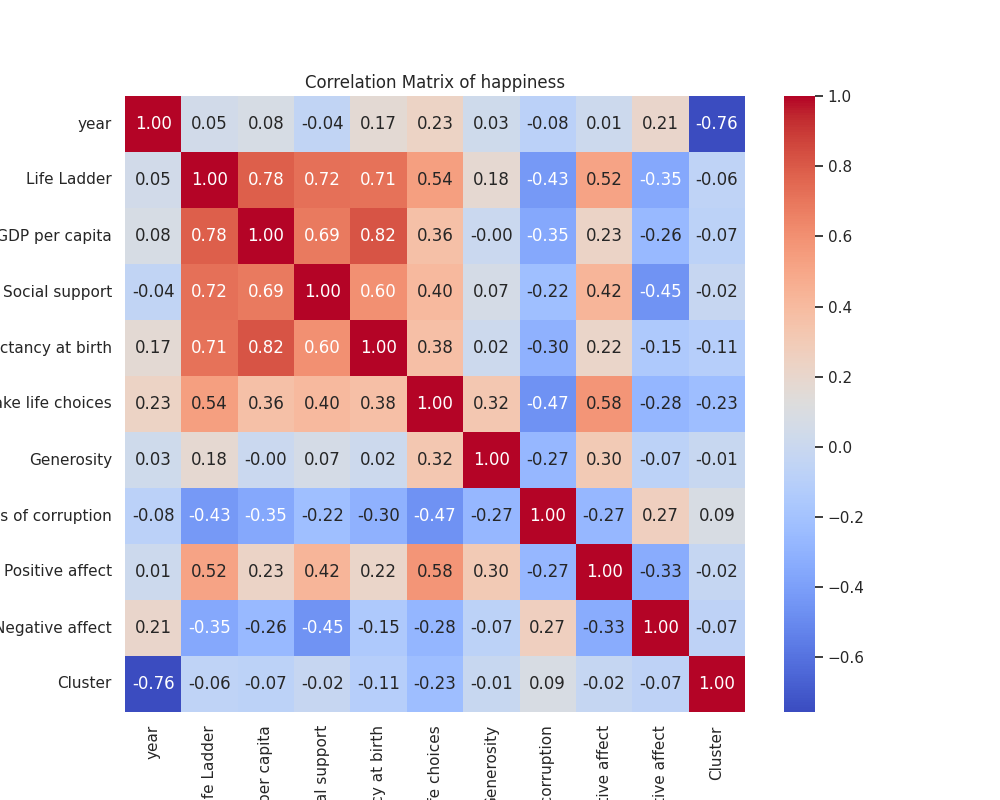 Correlation Matrix of happiness
year 1.00 0.05 0.08 -0.04 0.17 0.23 0.03 -0.08 0.01 0.21 -0.76
Life Ladder 0.05 1.00 0.78 0.72 0.71 0.54 0.18 -0.43 0.52 -0.35 -0.06
GDP per capita 0.08 0.78 1.00 0.69 0.82 0.36 -0.00 -0.35 0.23 -0.26 -0.07
Social support -0.04 0.72 0.69 1.00 0.60 0.40 0.07 -0.22 0.42 -0.45 -0.02
ctancy at birth 0.17 0.71 0.82 0.60 1.00 0.38 0.02 -0.30 0.22 -0.15 -0.11
ake life choices 0.23 0.54 0.36 0.40 0.38 1.00 0.32 -0.47 0.58 -0.28 -0.23
Generosity 0.03 0.18 -0.00 0.07 0.02 0.32 1.00 -0.27 0.30 -0.07 -0.01
s of corruption -0.08 -0.43 -0.35 -0.22 -0.30 -0.47 -0.27 1.00 -0.27 0.27 0.09
Positive affect 0.01 0.52 0.23 0.42 0.22 0.58 0.30 -0.27 1.00 -0.33 -0.02
Negative affect 0.21 -0.35 -0.26 -0.45 -0.15 -0.28 -0.07 0.27 -0.33 1.00 -0.07
Cluster -0.76 -0.06 -0.07 -0.02 -0.11 -0.23 -0.01 0.09 -0.02 -0.07 1.00
year
fe Ladder
per capita
al support
cy at birth
fe choices
Generosity
corruption
tive affect
tive affect
Cluster
1.0
0.8
0.6
0.4
0.2
0.0
−0.2
−0.4
−0.6